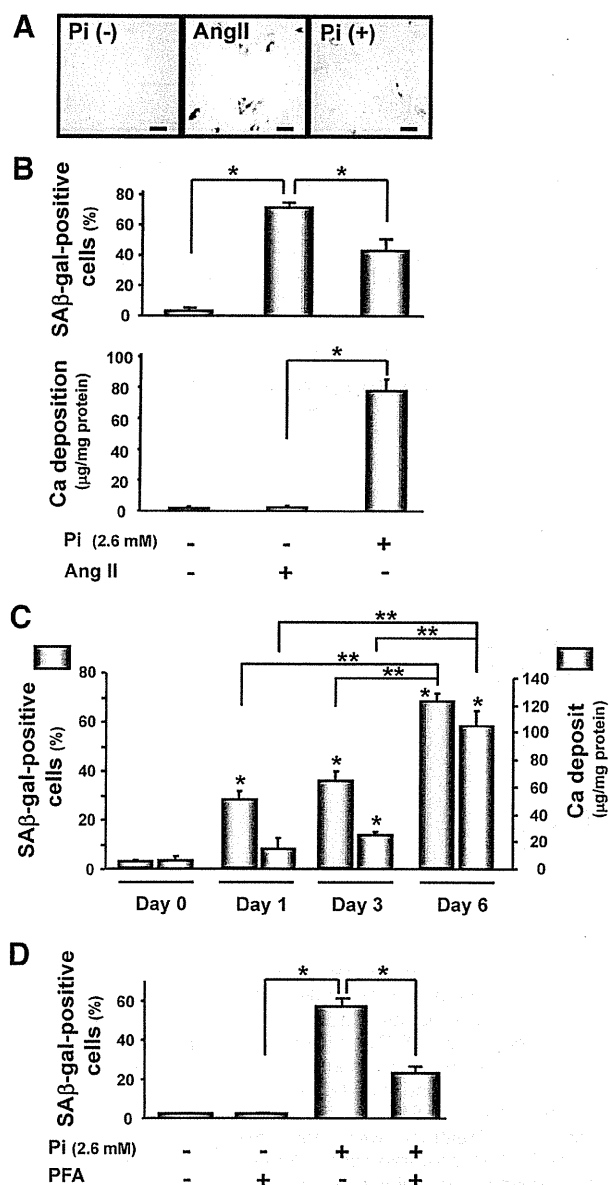 A
Pi (-) AngII Pi (+)
B
SAβ-gal-positive
cells (%)
80
60
40
20
0
* *
Ca deposition
(μg/mg protein)
100
80
60
40
20
0
*
Pi (2.6 mM) - - +
Ang II - + -
C
SAβ-gal-positive
cells (%)
80
60
40
20
0
**
**
**
**
* * * * *
140
120
100
80
60
40
20
0
Ca deposit
(μg/mg protein)
Day 0 Day 1 Day 3 Day 6
D
SAβ-gal-positive
cells (%)
60
40
20
0
* *
Pi (2.6 mM) - - + +
PFA - + - +